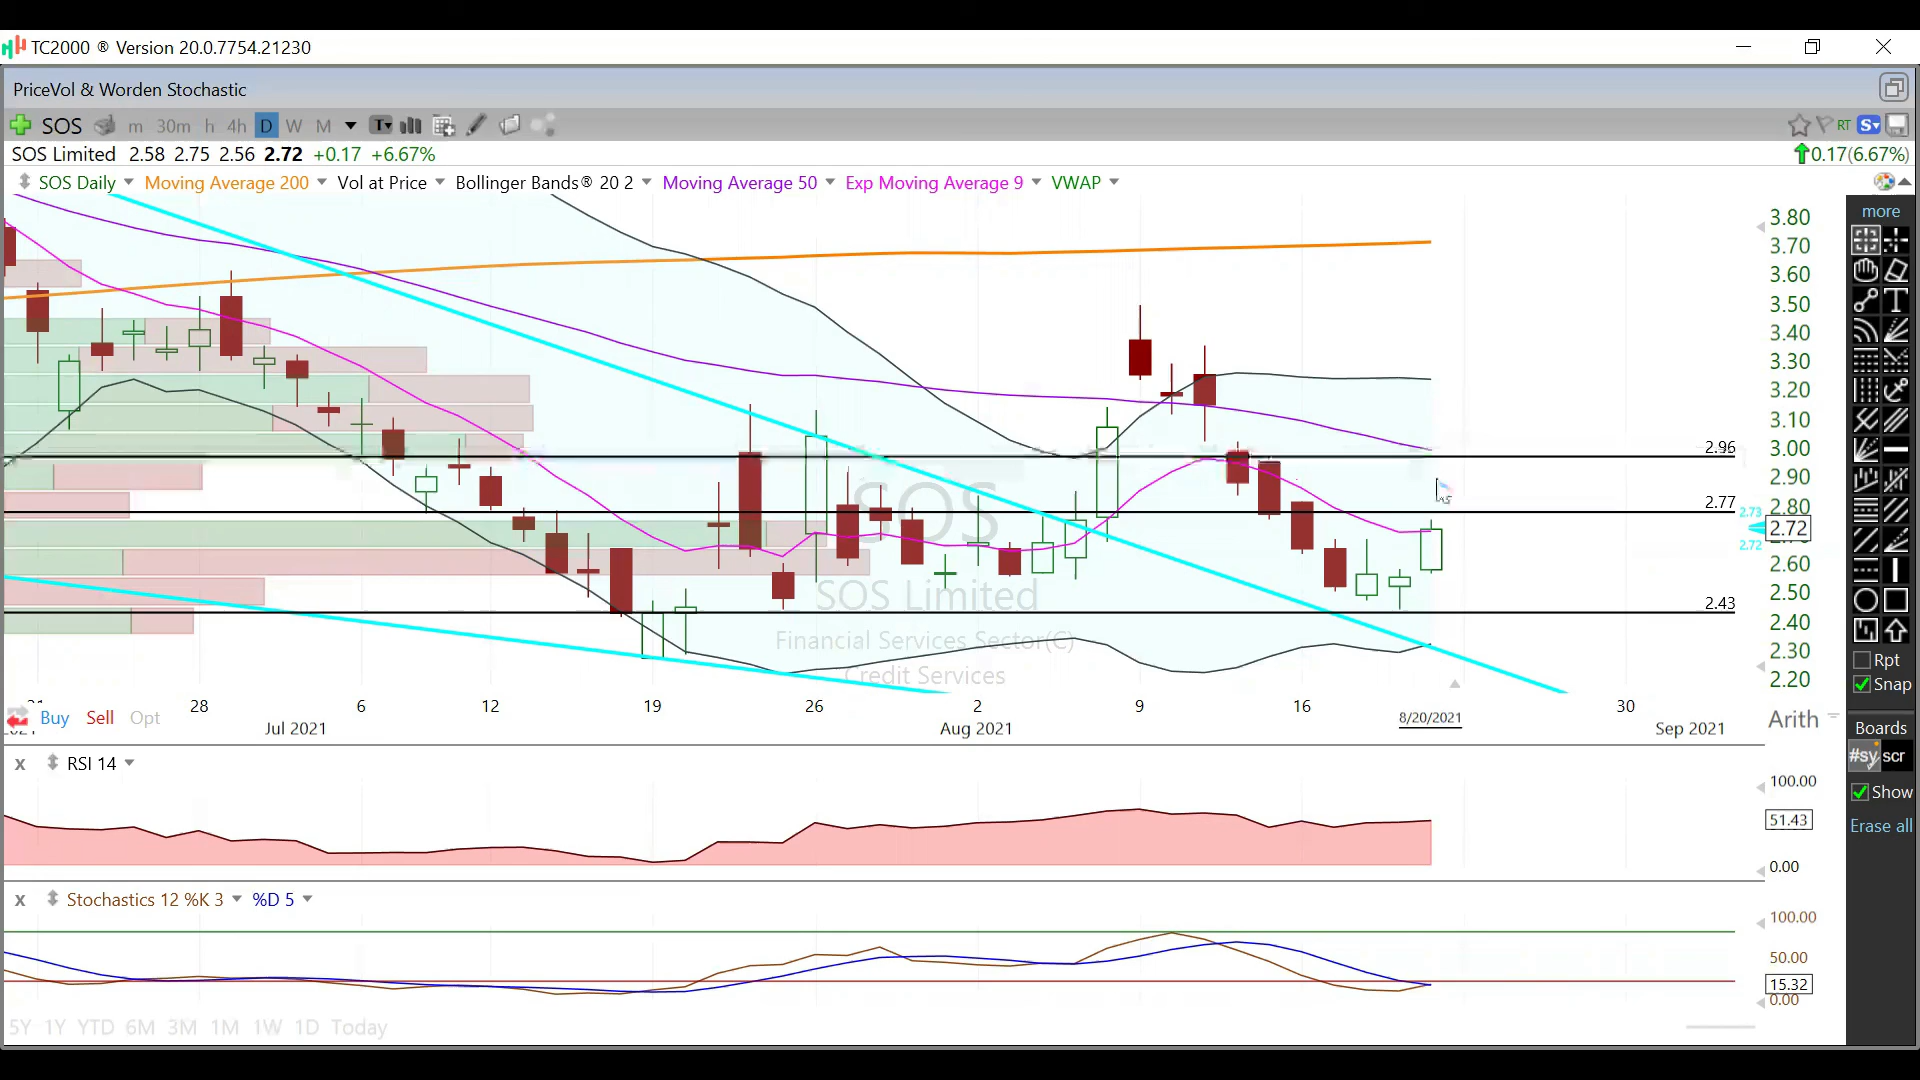 TC2000 ® Version 20.0.7754.21230
PriceVol & Worden Stochastic
SOS m 30m h 4h D W M T RT S
SOS Limited 2.58 2.75 2.56 2.72 +0.17 +6.67% 0.17(6.67%)
SOS Daily Moving Average 200 Vol at Price Bollinger Bands® 20 2 Moving Average 50 Exp Moving Average 9 VWAP
more
3.80
3.70
3.60
3.50
3.40
3.30
3.20
3.10
3.00
2.96
2.90
2.80
2.77
2.73
2.72
2.72
2.60
2.50
2.43
2.40
2.30
2.20
SOS
SOS Limited
Financial Services Sector(C)
Credit Services
Rpt
Snap
28 6 12 19 26 2 9 16 8/20/2021 30
Buy Sell Opt
Jul 2021 Aug 2021 Sep 2021
Arith
Boards
#sy scr
Show
Erase all
x RSI 14
100.00
51.43
0.00
x Stochastics 12 %K 3 %D 5
100.00
50.00
15.32
0.00
5Y 1Y YTD 6M 3M 1M 1W 1D Today